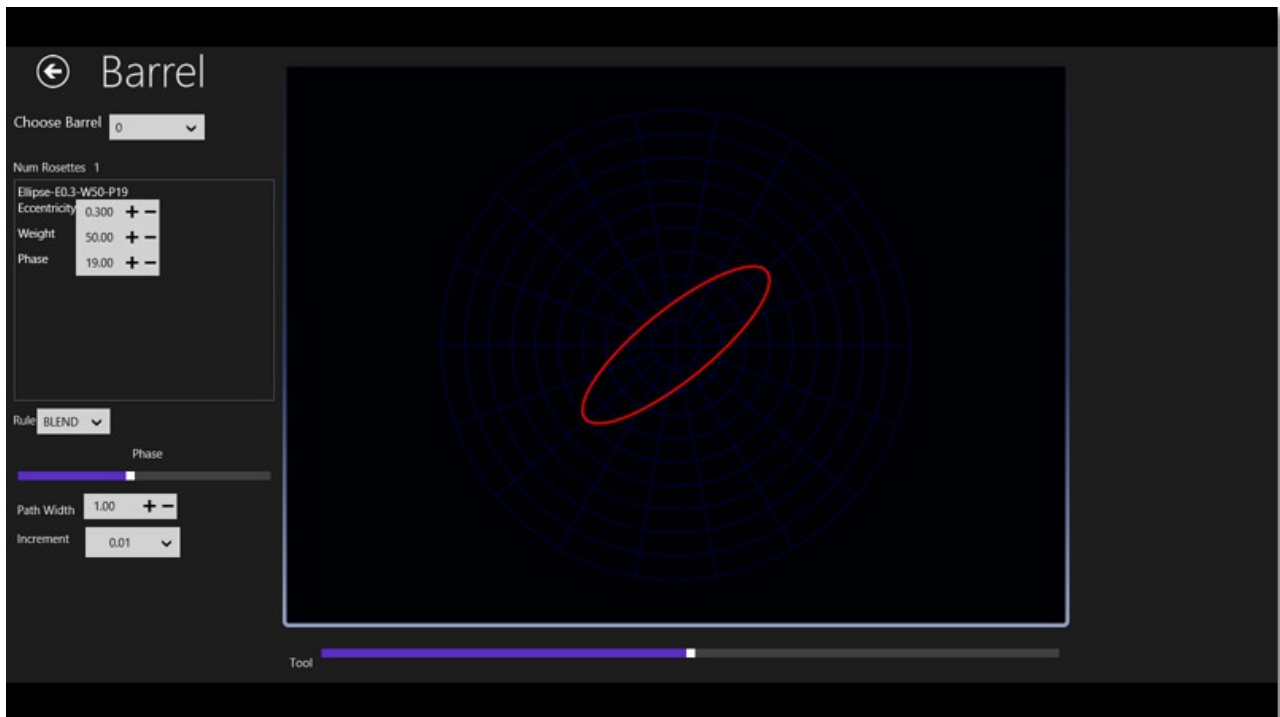 Barrel
Choose Barrel 0
Num Rosettes 1
Ellipse-E0.3-W50-P19
Eccentricity 0.300 + −
Weight 50.00 + −
Phase 19.00 + −
Rule BLEND
Phase
Path Width 1.00 + −
Increment 0.01
Tool